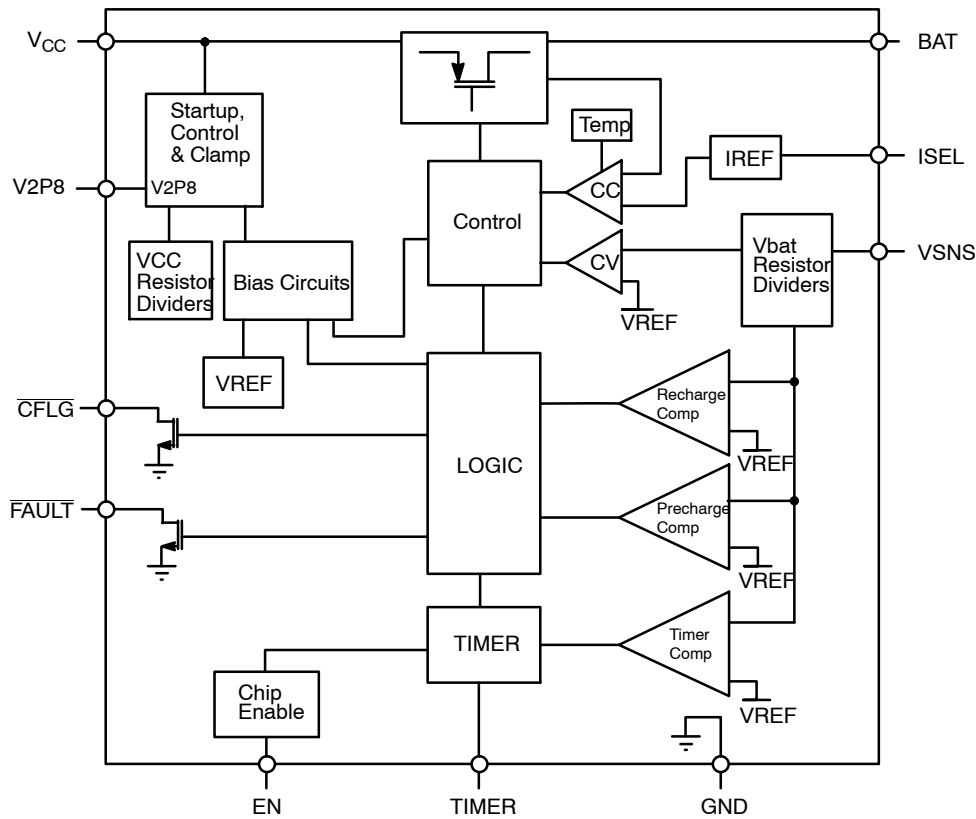 VCC
BAT
Startup,
Control
& Clamp
V2P8
V2P8
Temp
IREF
ISEL
CC
Control
VCC
Resistor
Dividers
Bias Circuits
CV
VREF
Vbat
Resistor
Dividers
VSNS
VREF
CFLG
FAULT
LOGIC
Recharge
Comp
VREF
Precharge
Comp
VREF
TIMER
Timer
Comp
VREF
Chip
Enable
EN
TIMER
GND